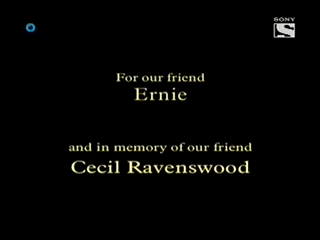 SONY
For our friend
Ernie
and in memory of our friend
Cecil Ravenswood